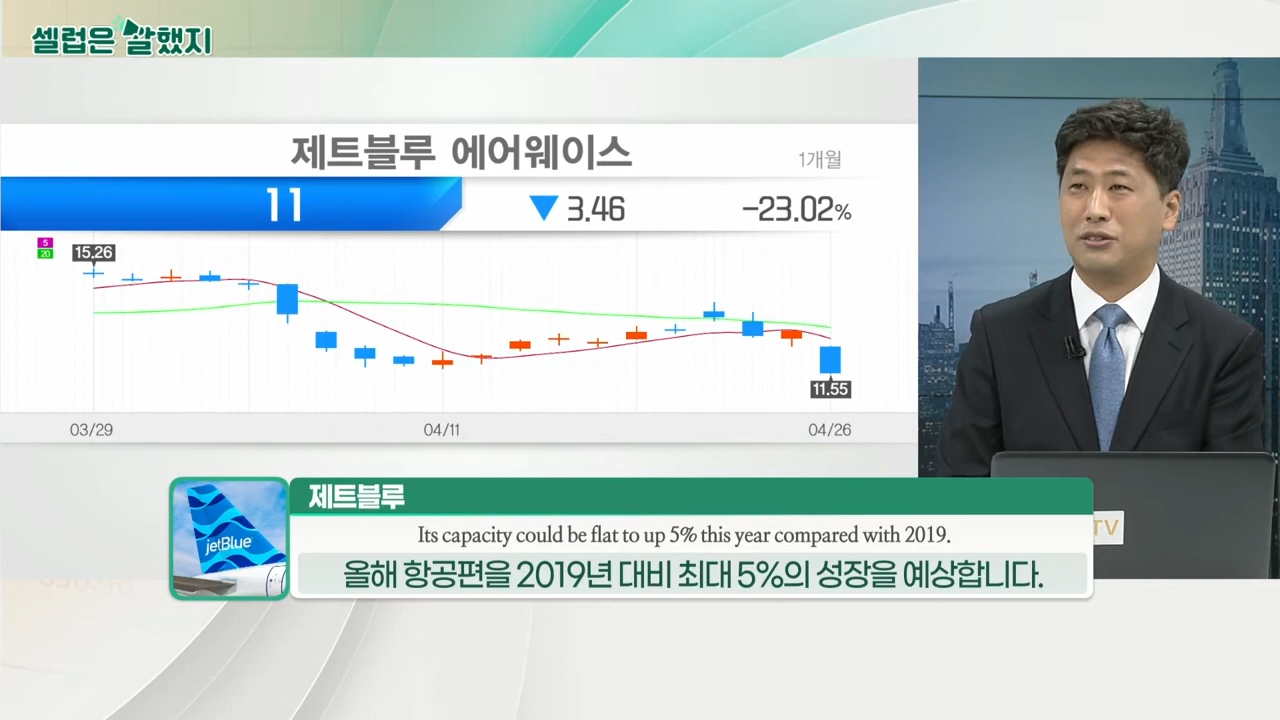 셀럽은 말했지
제트블루 에어웨이스
1개월
11
▼ 3.46
-23.02%
5
20
15.26
11.55
03/29
04/11
04/26
jetBlue
제트블루
Its capacity could be flat to up 5% this year compared with 2019.
올해 항공편을 2019년 대비 최대 5%의 성장을 예상합니다.
TV